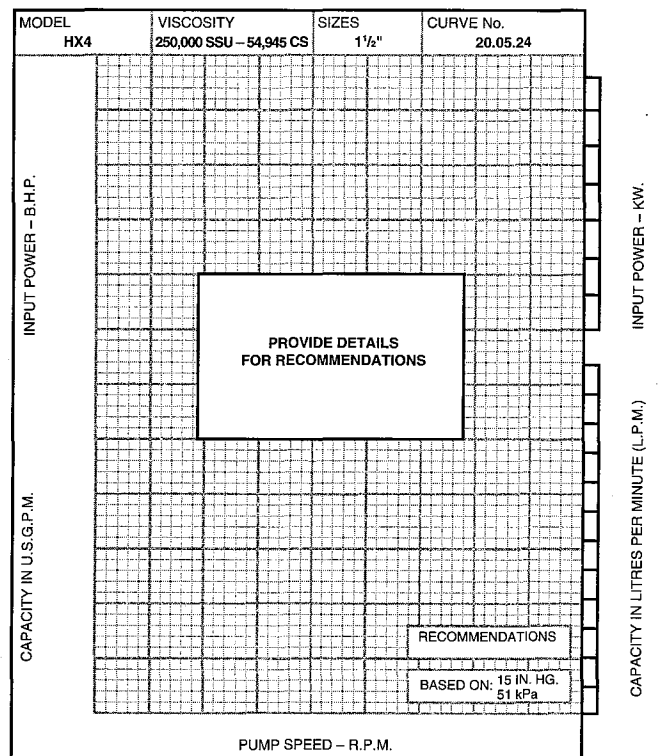 MODEL
HX4
VISCOSITY
250,000 SSU – 54,945 CS
SIZES
1 1/2"
CURVE No.
20.05.24
INPUT POWER – B.H.P.
INPUT POWER – KW.
PROVIDE DETAILS
FOR RECOMMENDATIONS
CAPACITY IN U.S.G.P.M.
CAPACITY IN LITRES PER MINUTE (L.P.M.)
RECOMMENDATIONS
BASED ON: 15 IN. HG.
51 kPa
PUMP SPEED – R.P.M.